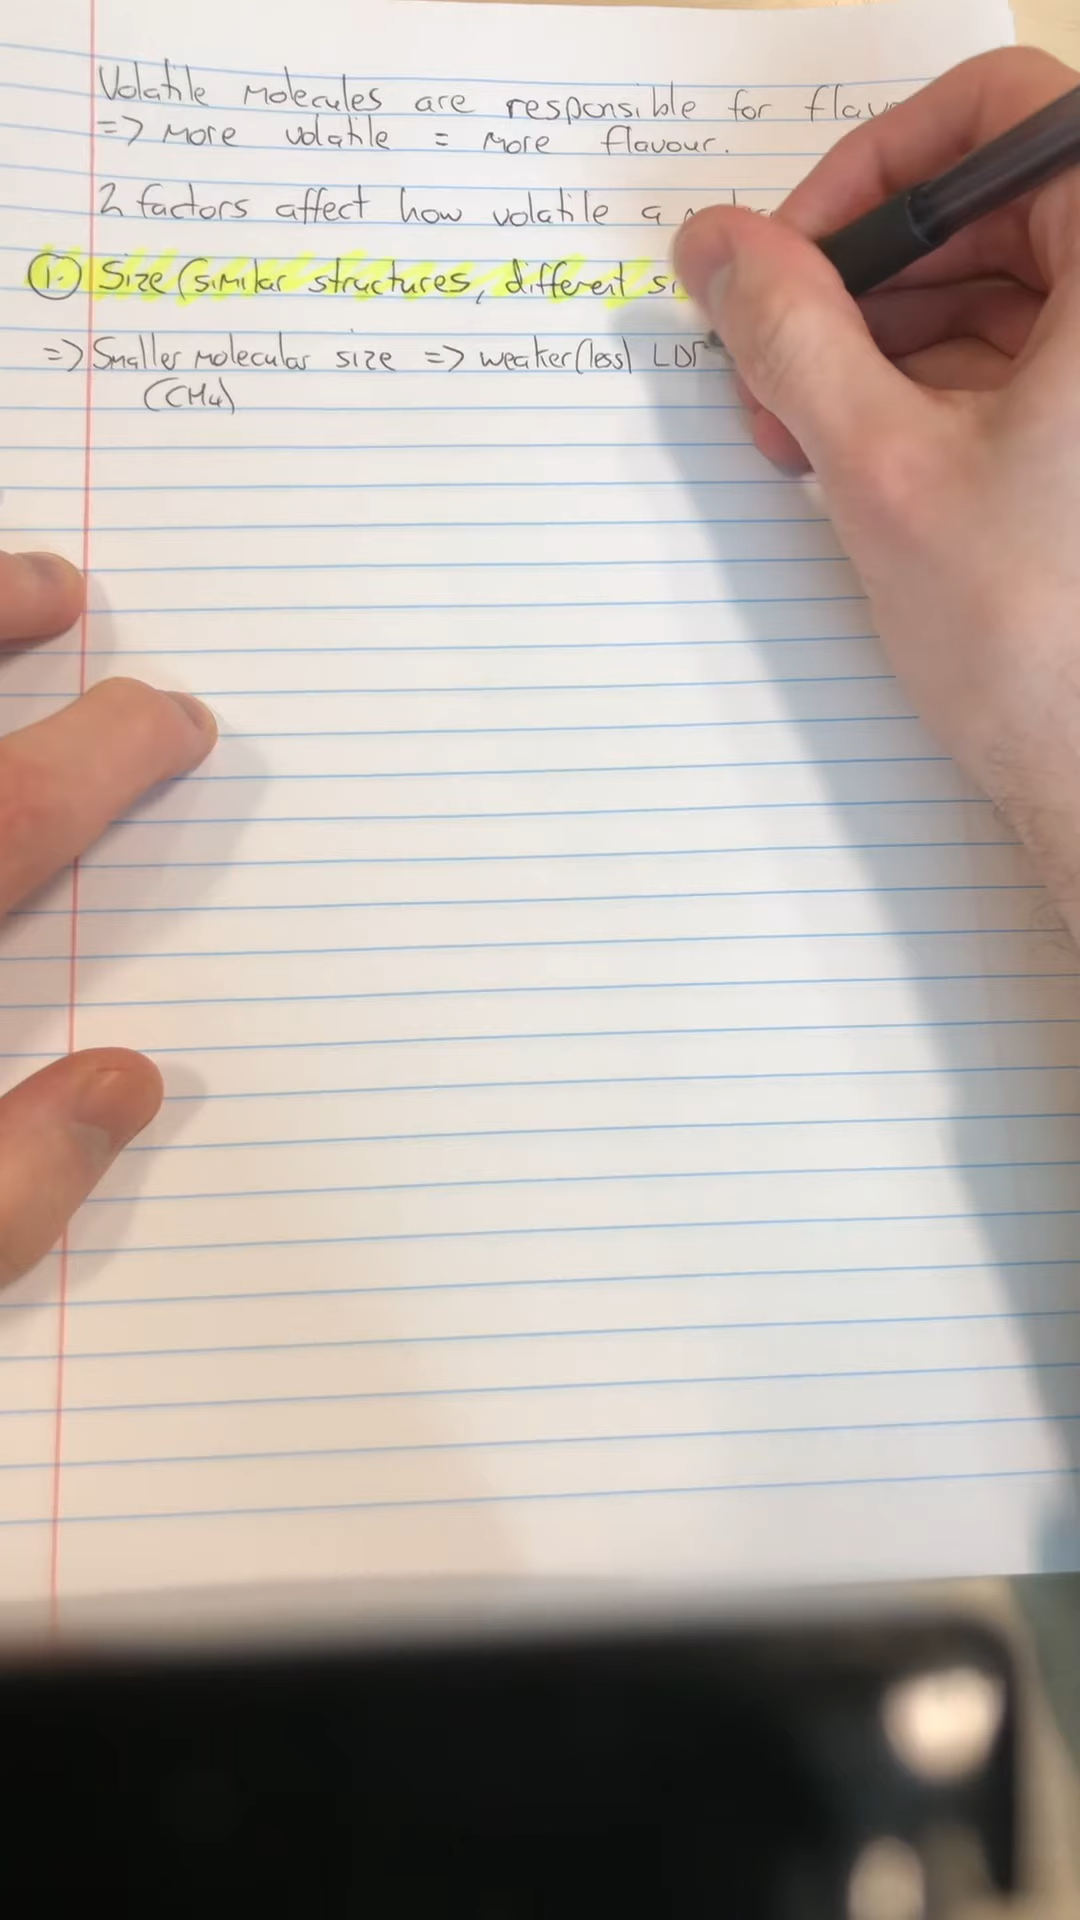 Volatile molecules are responsible for
=> More volatile = More flavour.
2 factors affect how volatile a
1. Size (similar structures, different
=> Smaller molecular size => weaker (less)
(CH4)